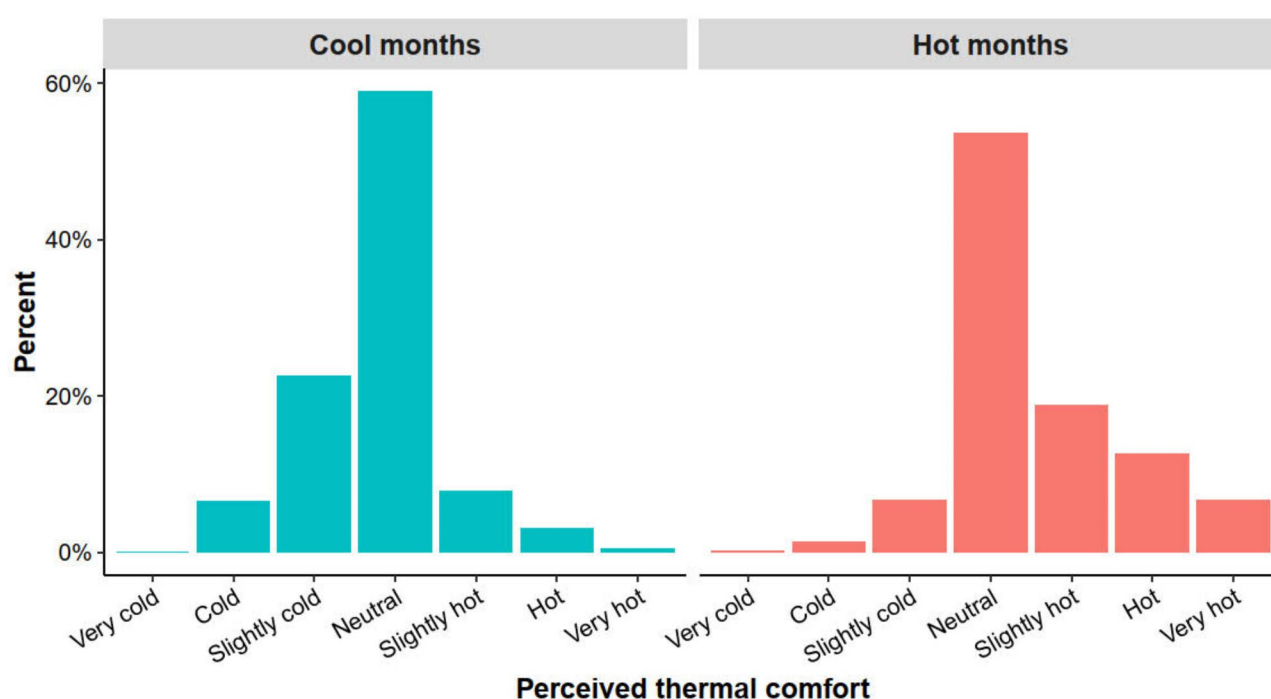 Cool months
Hot months
Percent
60%
40%
20%
0%
Very cold
Cold
Slightly cold
Neutral
Slightly hot
Hot
Very hot
Very cold
Cold
Slightly cold
Neutral
Slightly hot
Hot
Very hot
Perceived thermal comfort